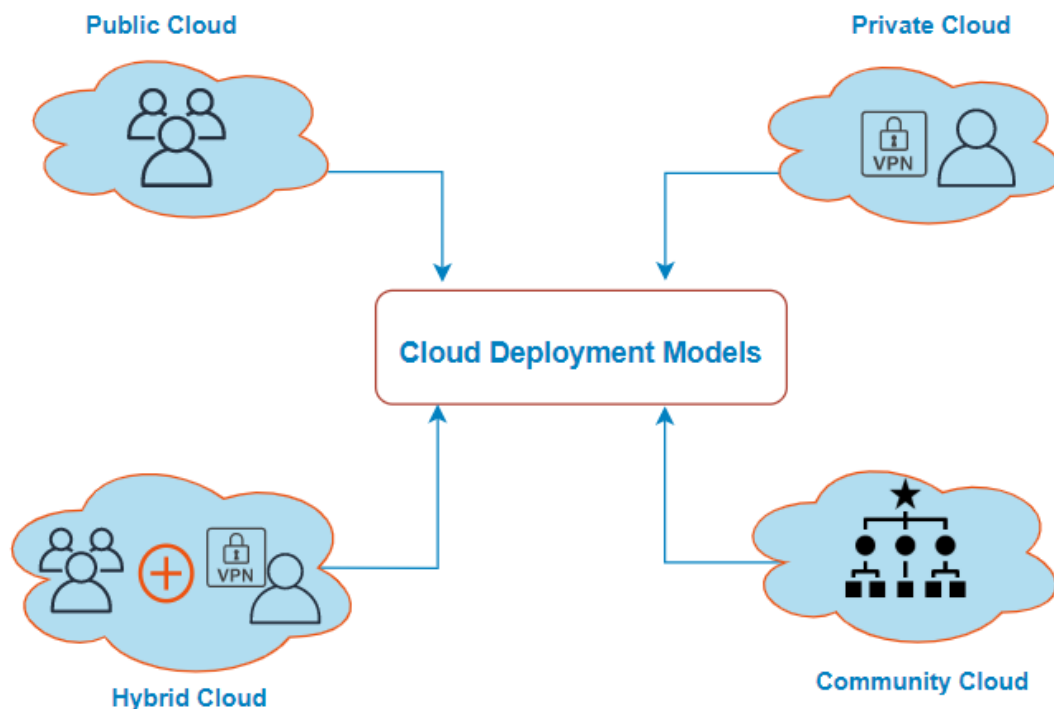 Public Cloud
Private Cloud
VPN
Cloud Deployment Models
VPN
Hybrid Cloud
Community Cloud